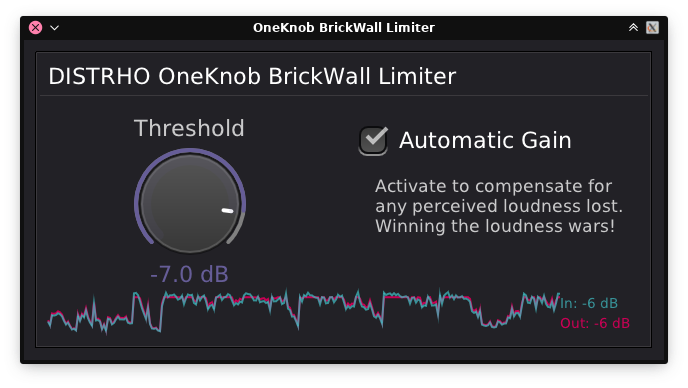 OneKnob BrickWall Limiter
DISTRHO OneKnob BrickWall Limiter
Threshold
-7.0 dB
Automatic Gain
Activate to compensate for
any perceived loudness lost.
Winning the loudness wars!
In: -6 dB
Out: -6 dB